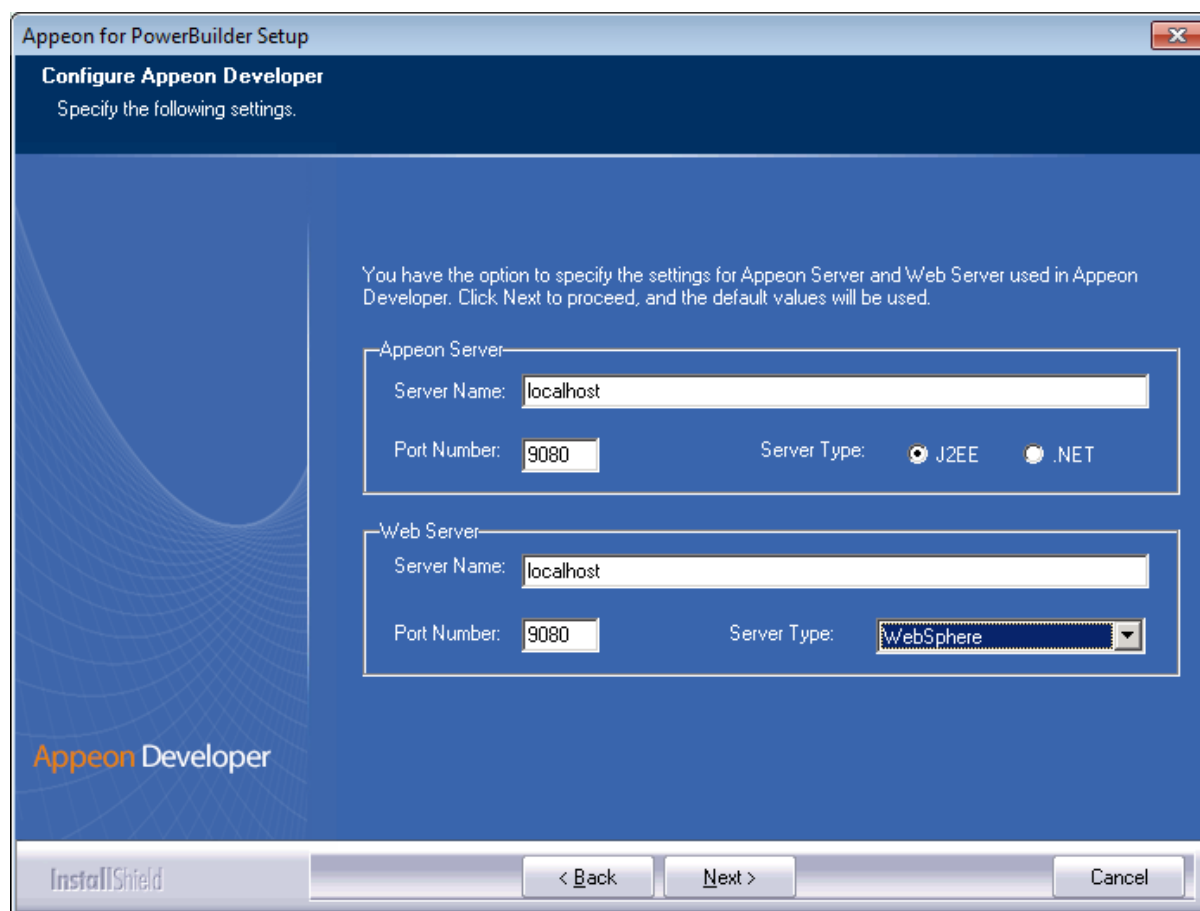 Appeon for PowerBuilder Setup
Configure Appeon Developer
Specify the following settings.
You have the option to specify the settings for Appeon Server and Web Server used in Appeon
Developer. Click Next to proceed, and the default values will be used.
Appeon Server
Server Name: localhost
Port Number: 9080 Server Type: J2EE .NET
Web Server
Server Name: localhost
Port Number: 9080 Server Type: WebSphere
Appeon Developer
InstallShield
< Back Next > Cancel